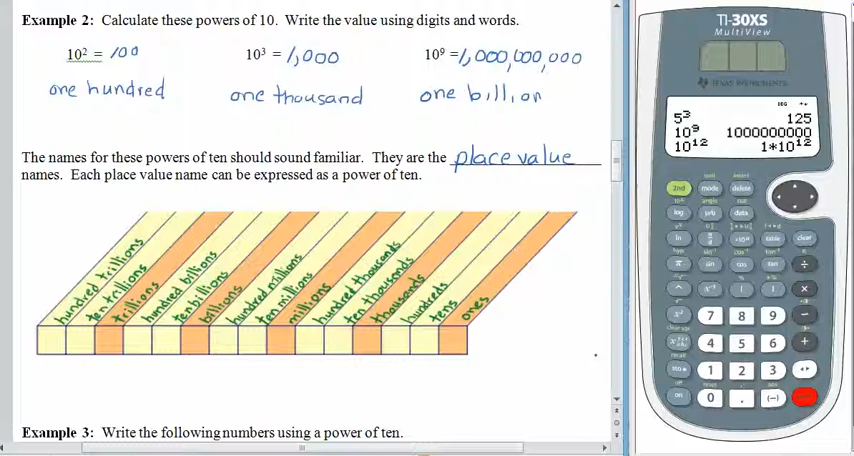 Example 2: Calculate these powers of 10. Write the value using digits and words.
10² = 100 10³ = 1,000 10⁹ = 1,000,000,000
one hundred one thousand one billion
The names for these powers of ten should sound familiar. They are the place value
names. Each place value name can be expressed as a power of ten.
hundred trillions
ten trillions
trillions
hundred billions
ten billions
billions
hundred millions
ten millions
millions
hundred thousands
ten thousands
thousands
hundreds
tens
ones
Example 3: Write the following numbers using a power of ten.
TI-30XS
MultiView
TEXAS INSTRUMENTS
5³ 125
10⁹ 1000000000
10¹² 1*10¹²
2nd mode delete
log prb data
ln n/d x10ⁿ table clear
π sin cos tan ÷
^ x⁻¹ ( ) ×
x² 7 8 9 −
4 5 6 +
sto 1 2 3
on 0 . (−)